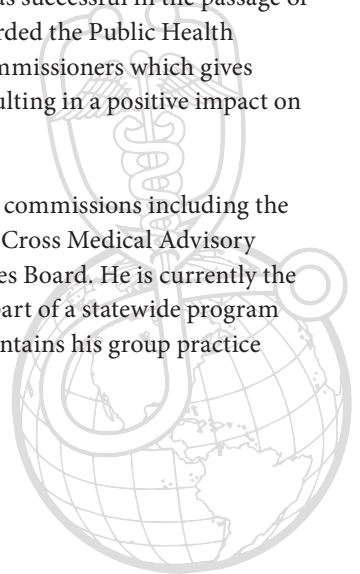 as successful in the passage of
rded the Public Health
mmissioners which gives
ulting in a positive impact on
commissions including the
Cross Medical Advisory
es Board. He is currently the
part of a statewide program
ntains his group practice